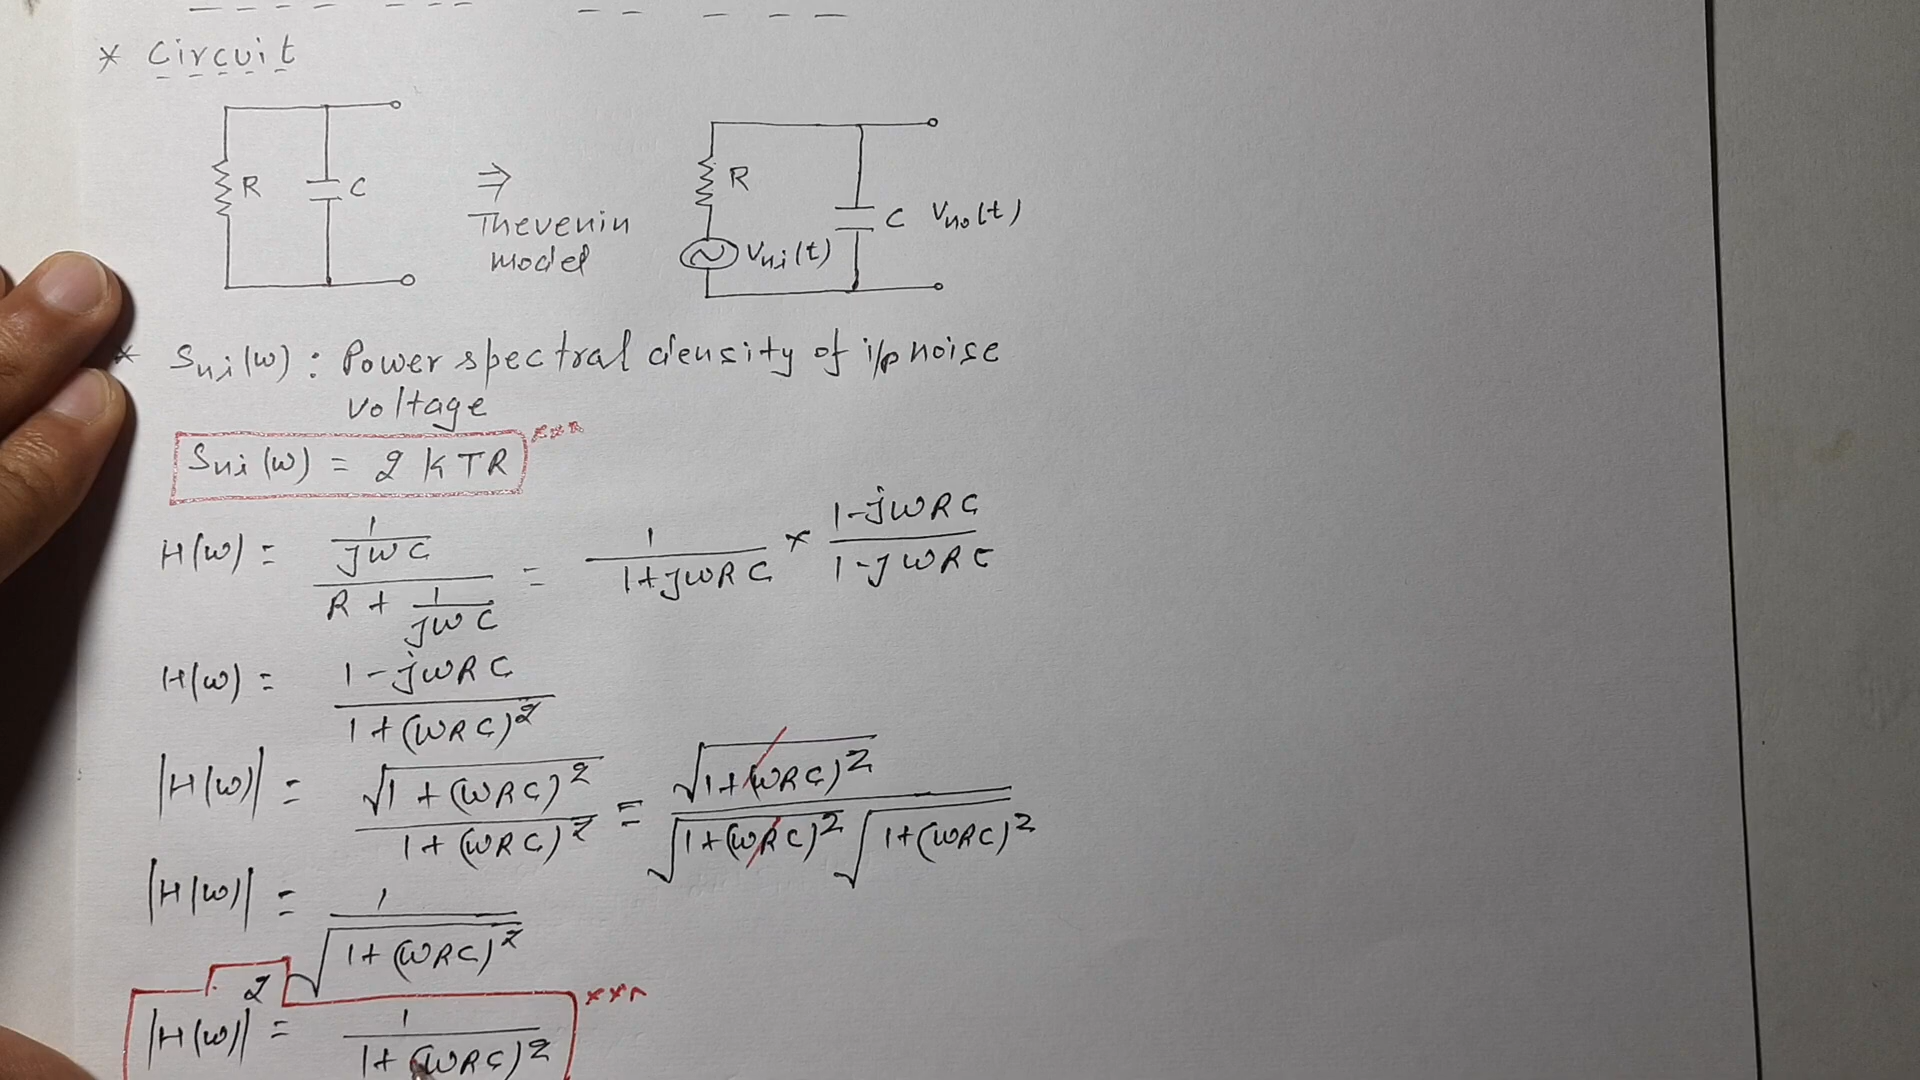 * Circuit
R C
⇒
Thevenin
model
R
C Vno(t)
Vni(t)
* Sni(ω) : Power spectral density of i/p noise
voltage
Sni(ω) = 2KTR
H(ω) = (1/jωC) / (R + 1/jωC) = 1/(1+jωRC) × (1-jωRC)/(1-jωRC)
H(ω) = (1-jωRC) / (1+(ωRC)²)
|H(ω)| = √(1+(ωRC)²) / (1+(ωRC)²) = √(1+(ωRC)²) / (√(1+(ωRC)²) √(1+(ωRC)²))
|H(ω)| = 1 / √(1+(ωRC)²)
|H(ω)|² = 1 / (1+(ωRC)²)